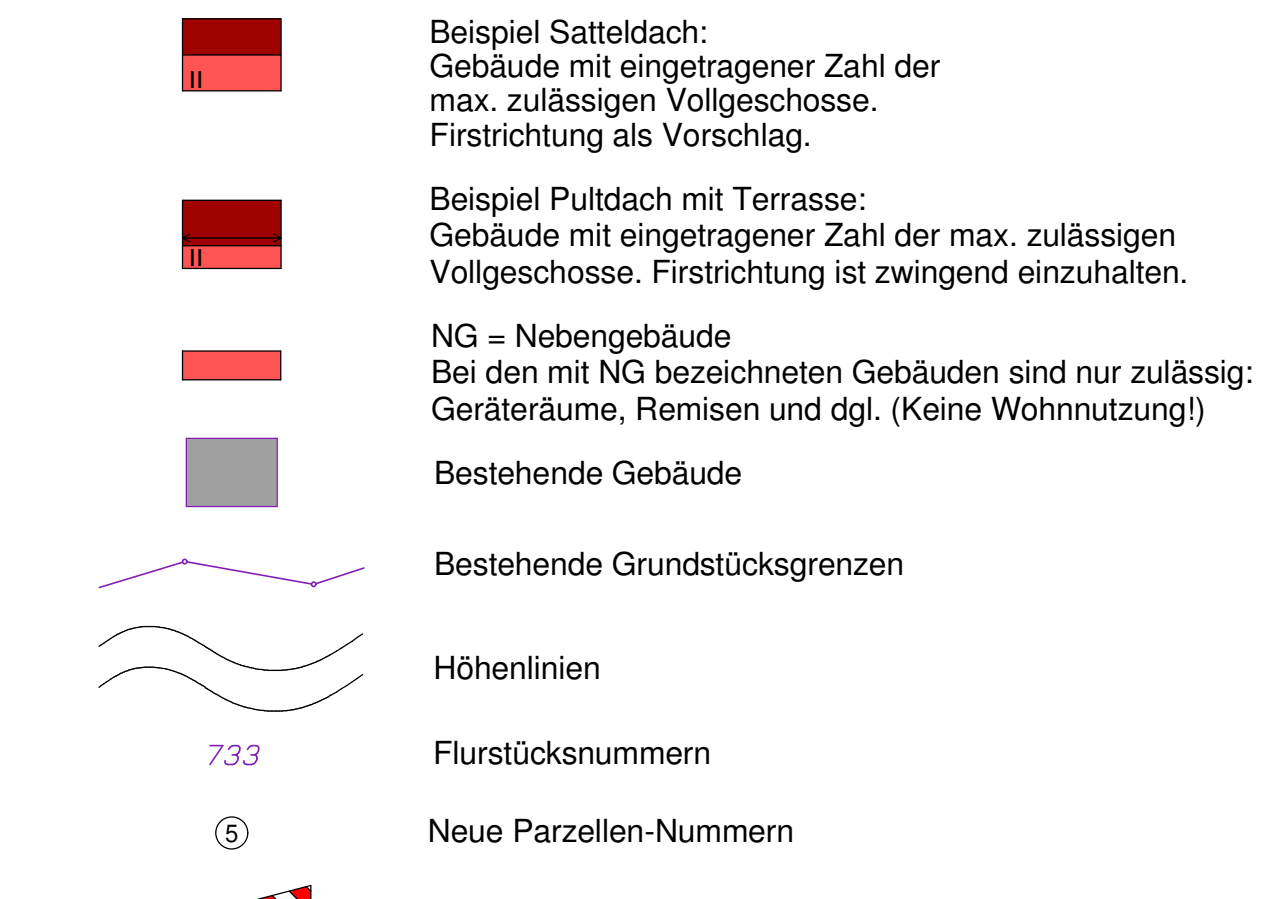 Beispiel Satteldach:
Gebäude mit eingetragener Zahl der
max. zulässigen Vollgeschosse.
Firstrichtung als Vorschlag.
II
Beispiel Pultdach mit Terrasse:
Gebäude mit eingetragener Zahl der max. zulässigen
Vollgeschosse. Firstrichtung ist zwingend einzuhalten.
II
NG = Nebengebäude
Bei den mit NG bezeichneten Gebäuden sind nur zulässig:
Geräteräume, Remisen und dgl. (Keine Wohnnutzung!)
Bestehende Gebäude
Bestehende Grundstücksgrenzen
Höhenlinien
733 Flurstücksnummern
5 Neue Parzellen-Nummern